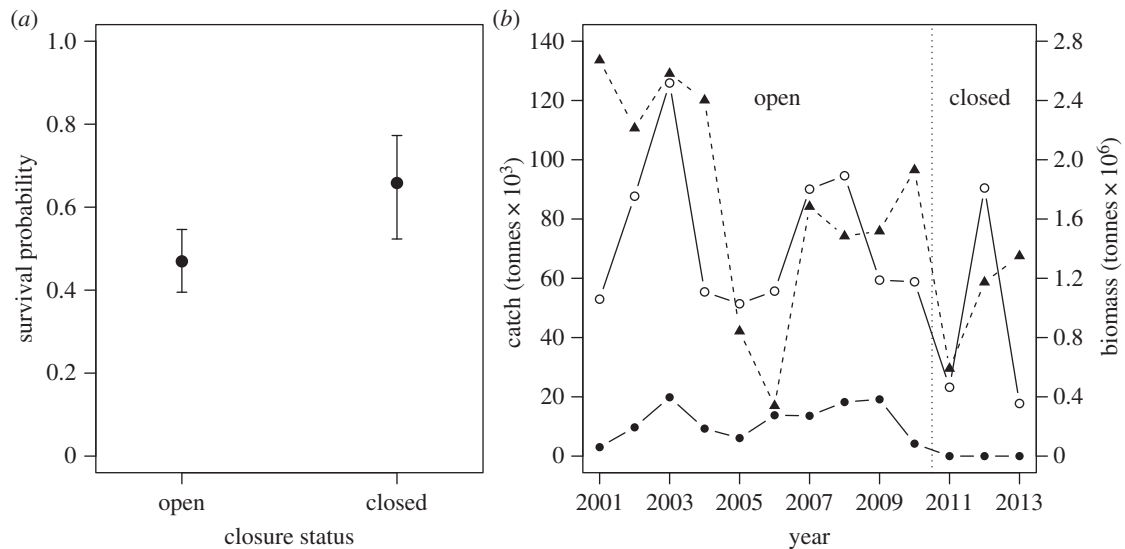 (a)
1.0
0.8
0.6
0.4
0.2
0
survival probability
open
closed
closure status
(b)
140
120
100
80
60
40
20
0
catch (tonnes × 10³)
open
closed
2.8
2.4
2.0
1.6
1.2
0.8
0.4
0
biomass (tonnes × 10⁶)
2001
2003
2005
2007
2009
2011
2013
year